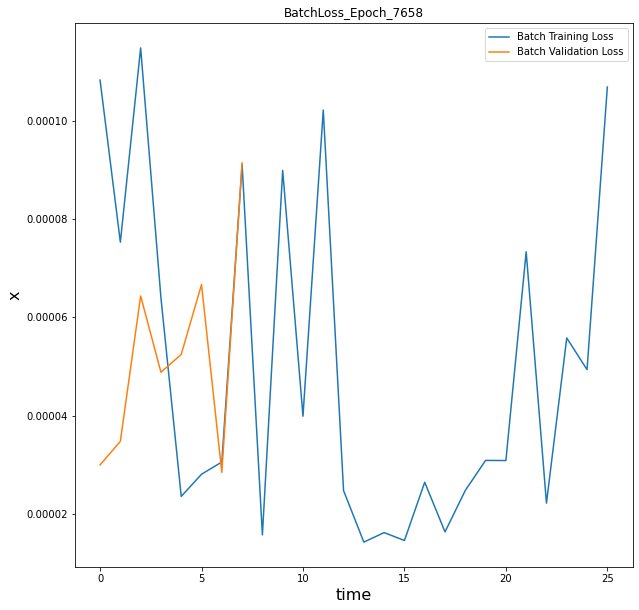 BatchLoss_Epoch_7658
Batch Training Loss
Batch Validation Loss
0.00010
0.00008
0.00006
0.00004
0.00002
x
0 5 10 15 20 25
time